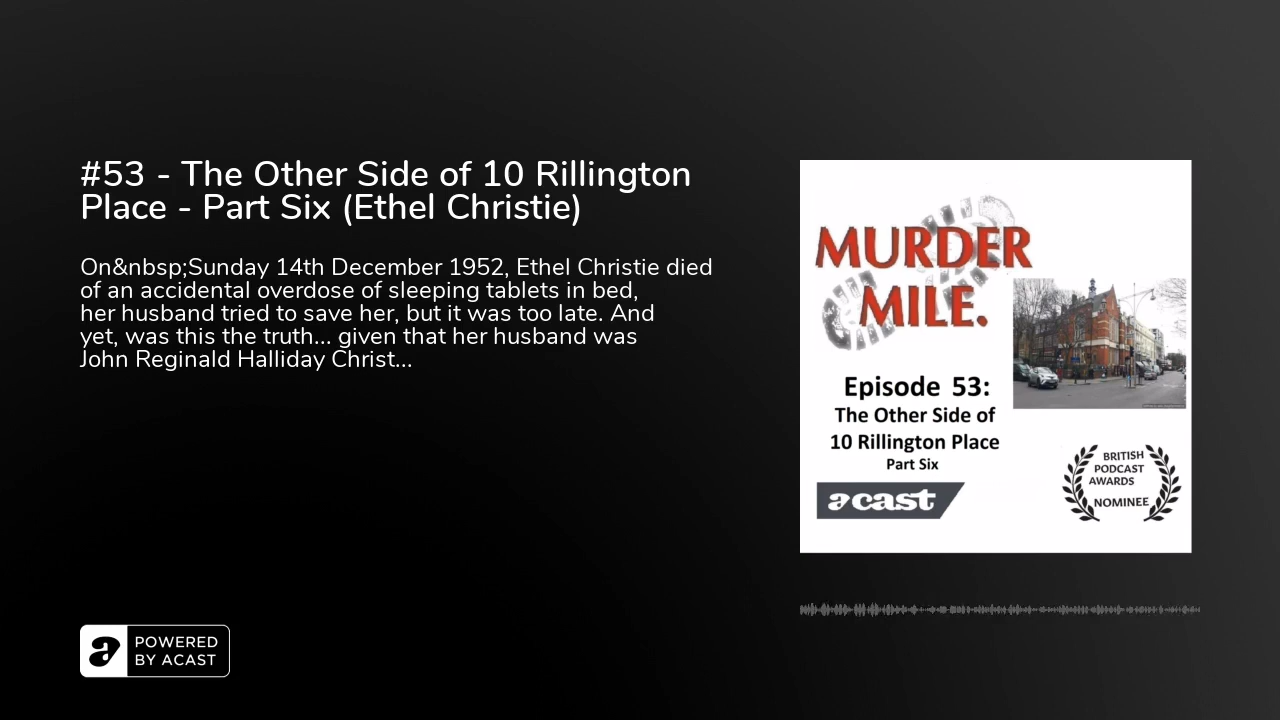 #53 - The Other Side of 10 Rillington
Place - Part Six (Ethel Christie)
On&nbsp;Sunday 14th December 1952, Ethel Christie died
of an accidental overdose of sleeping tablets in bed,
her husband tried to save her, but it was too late. And
yet, was this the truth... given that her husband was
John Reginald Halliday Christ...
MURDER
MILE.
Episode 53:
The Other Side of
10 Rillington Place
Part Six
acast
BRITISH
PODCAST
AWARDS
NOMINEE
a
POWERED
BY ACAST